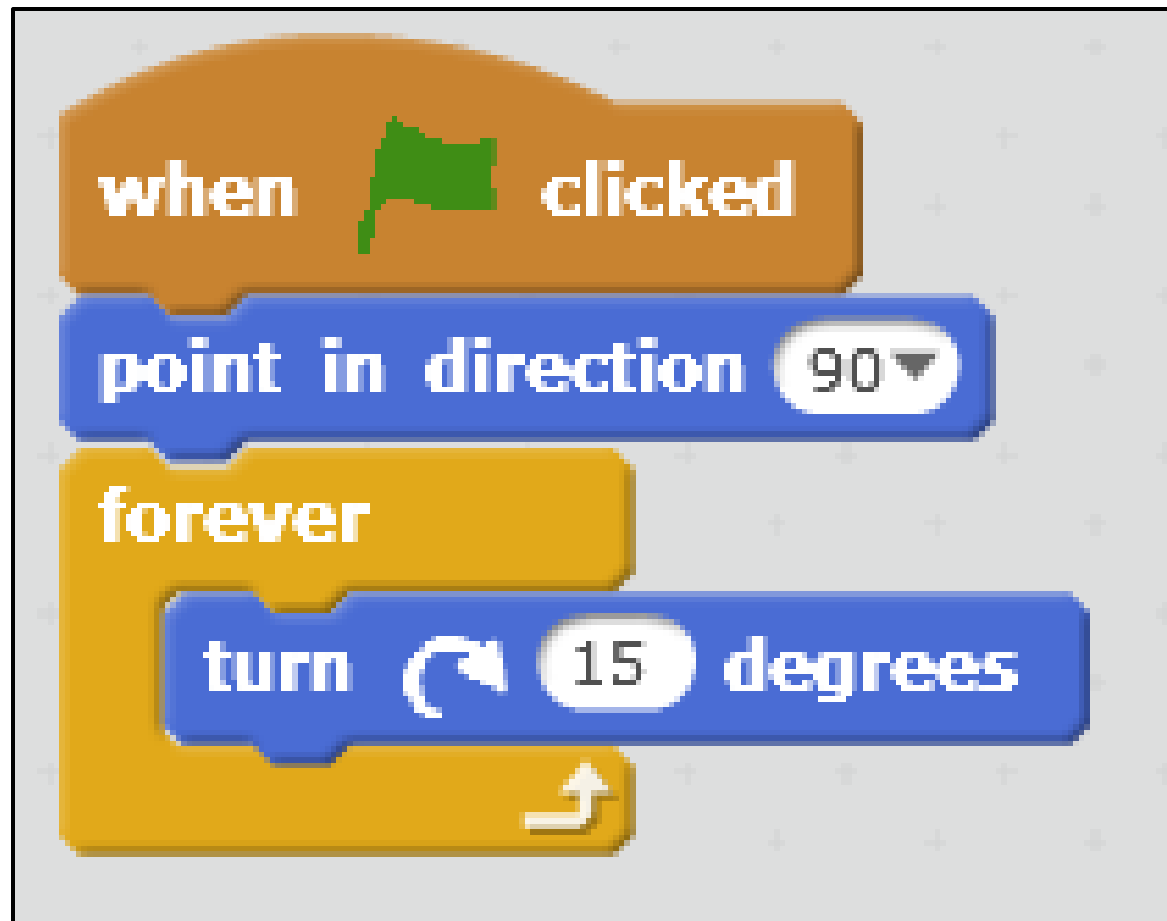 when clicked
point in direction 90
forever
turn 15 degrees